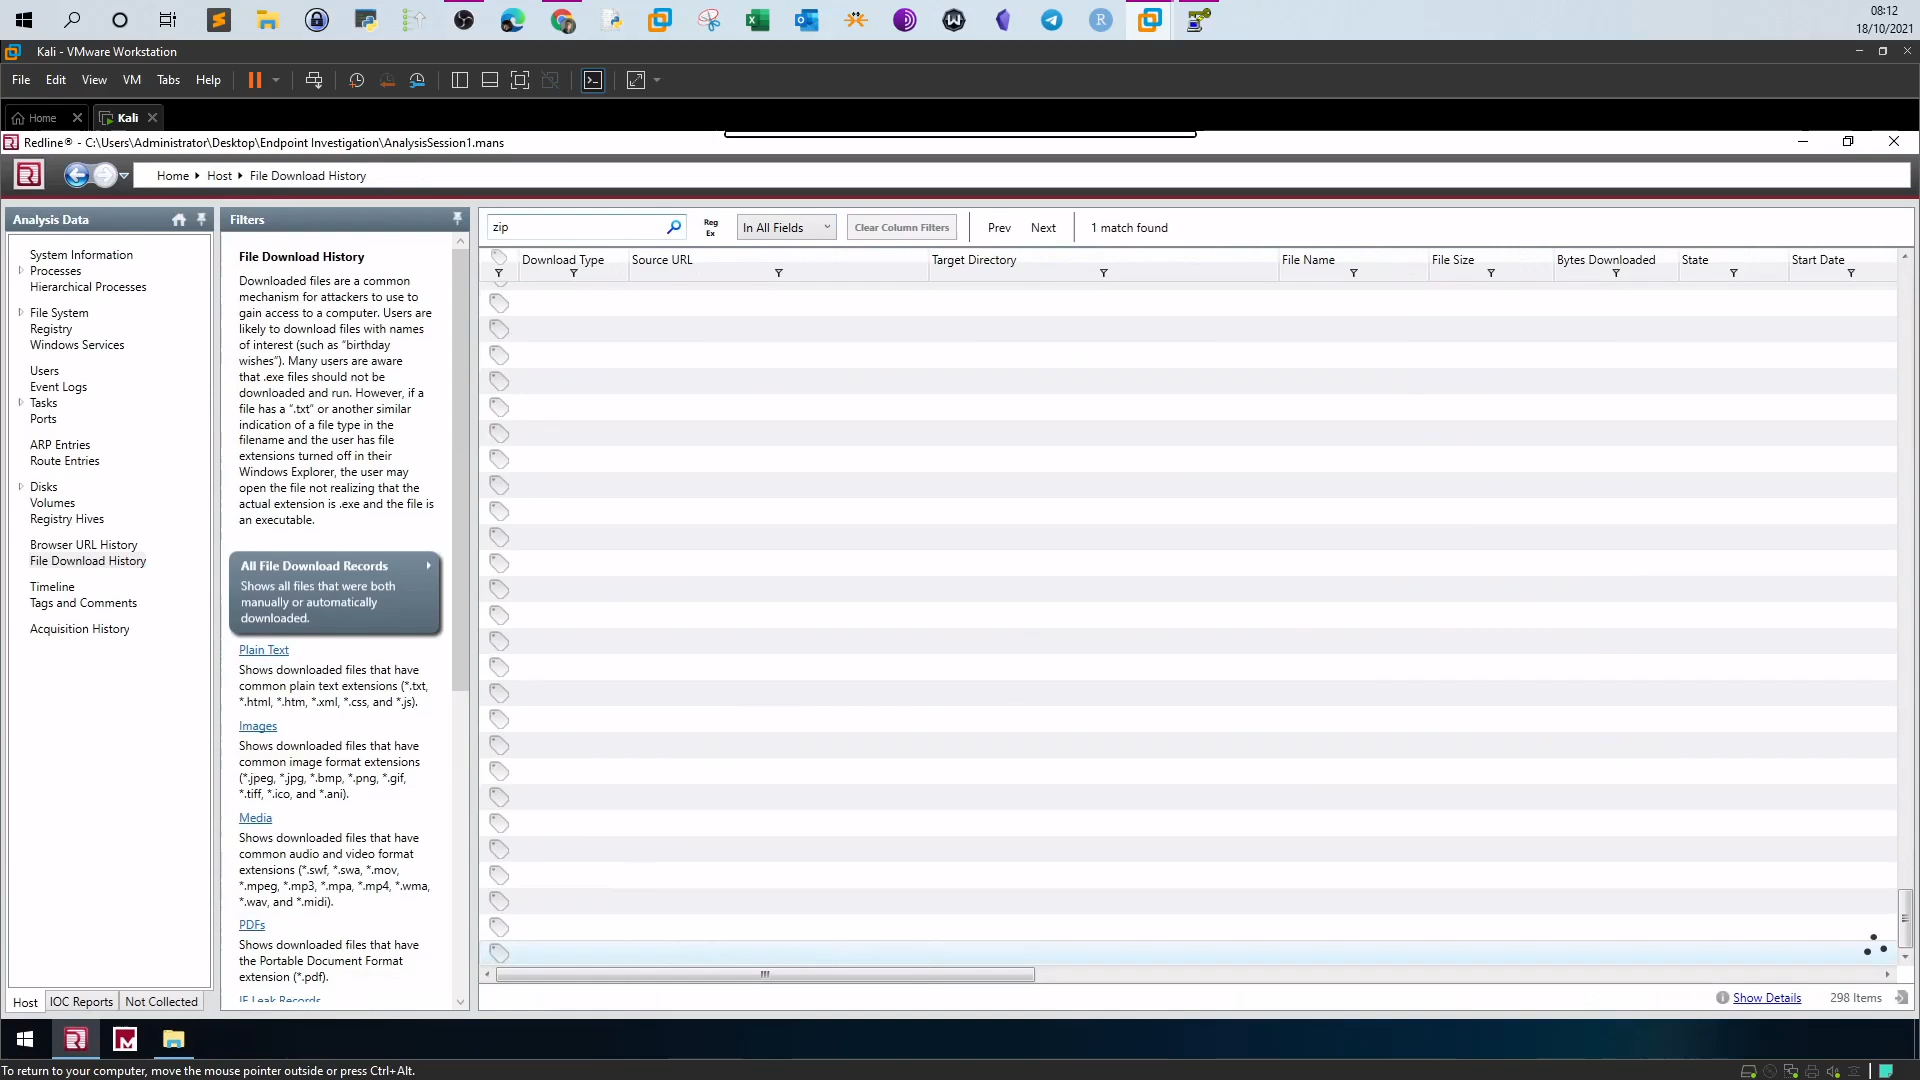 08:12
18/10/2021
Kali - VMware Workstation
File Edit View VM Tabs Help
Home Kali
Redline® - C:\Users\Administrator\Desktop\Endpoint Investigation\AnalysisSession1.mans
Home Host File Download History
Analysis Data
System Information
Processes
Hierarchical Processes
File System
Registry
Windows Services
Users
Event Logs
Tasks
Ports
ARP Entries
Route Entries
Disks
Volumes
Registry Hives
Browser URL History
File Download History
Timeline
Tags and Comments
Acquisition History
Host IOC Reports Not Collected
Filters
File Download History
Downloaded files are a common
mechanism for attackers to use to
gain access to a computer. Users are
likely to download files with names
of interest (such as "birthday
wishes"). Many users are aware
that .exe files should not be
downloaded and run. However, if a
file has a ".txt" or another similar
indication of a file type in the
filename and the user has file
extensions turned off in their
Windows Explorer, the user may
open the file not realizing that the
actual extension is .exe and the file is
an executable.
All File Download Records
Shows all files that were both
manually or automatically
downloaded.
Plain Text
Shows downloaded files that have
common plain text extensions (*.txt,
*.html, *.htm, *.xml, *.css, and *.js).
Images
Shows downloaded files that have
common image format extensions
(*.jpeg, *.jpg, *.bmp, *.png, *.gif,
*.tiff, *.ico, and *.ani).
Media
Shows downloaded files that have
common audio and video format
extensions (*.swf, *.swa, *.mov,
*.mpeg, *.mp3, *.mpa, *.mp4, *.wma,
*.wav, and *.midi).
PDFs
Shows downloaded files that have
the Portable Document Format
extension (*.pdf).
IE Leak Records
zip Reg Ex In All Fields Clear Column Filters Prev Next 1 match found
Download Type Source URL Target Directory File Name File Size Bytes Downloaded State Start Date
Show Details 298 Items
To return to your computer, move the mouse pointer outside or press Ctrl+Alt.